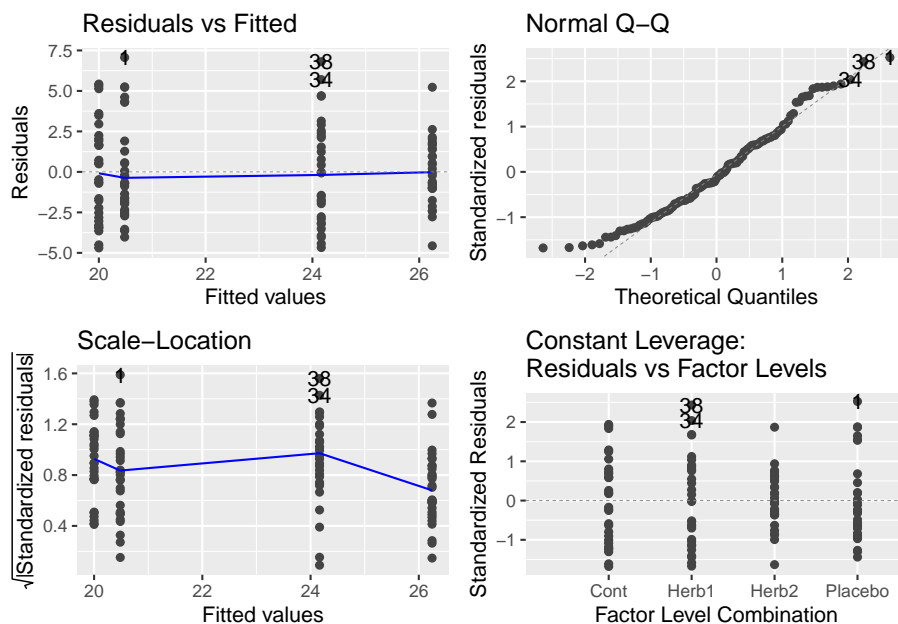 Residuals vs Fitted
7.5
5.0
2.5
0.0
−2.5
−5.0
Residuals
1
38
34
20
22
24
26
Fitted values
Normal Q−Q
2
1
0
−1
Standardized residuals
38
1
34
−2
−1
0
1
2
Theoretical Quantiles
Scale−Location
1.6
1.2
0.8
0.4
√|Standardized residuals|
1
38
34
20
22
24
26
Fitted values
Constant Leverage:
Residuals vs Factor Levels
2
1
0
−1
Standardized Residuals
38
34
1
Cont
Herb1
Herb2
Placebo
Factor Level Combination